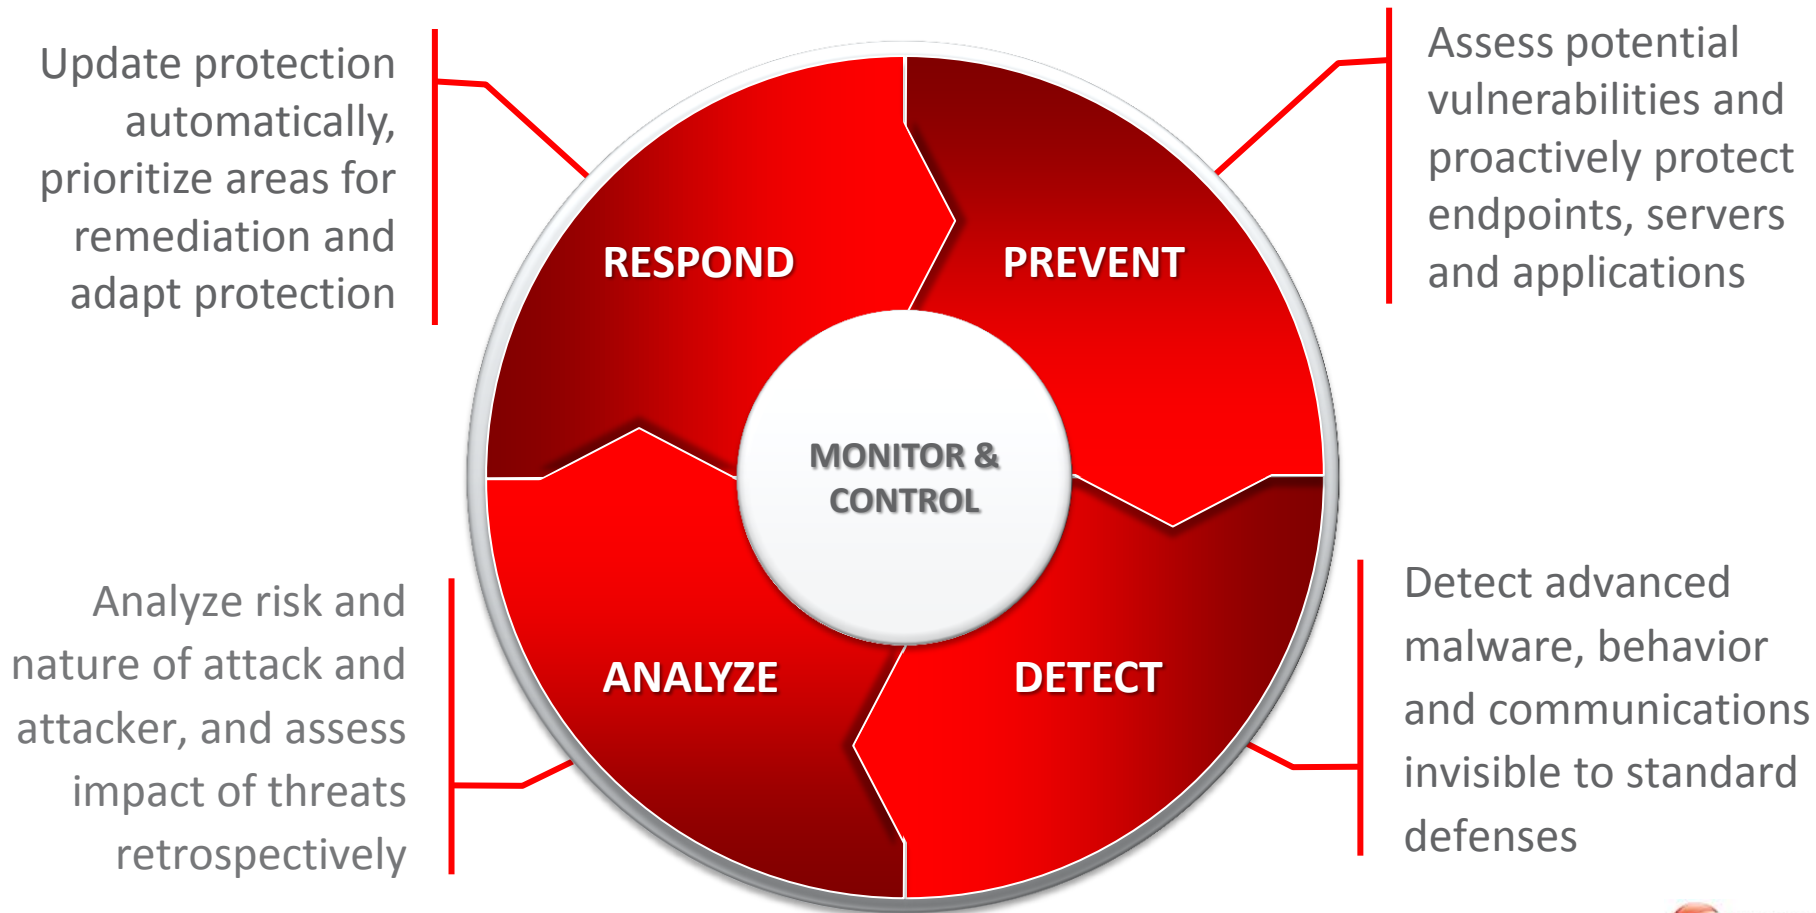 Update protection
automatically,
prioritize areas for
remediation and
adapt protection
Assess potential
vulnerabilities and
proactively protect
endpoints, servers
and applications
RESPOND
PREVENT
MONITOR &
CONTROL
ANALYZE
DETECT
Analyze risk and
nature of attack and
attacker, and assess
impact of threats
retrospectively
Detect advanced
malware, behavior
and communications
invisible to standard
defenses